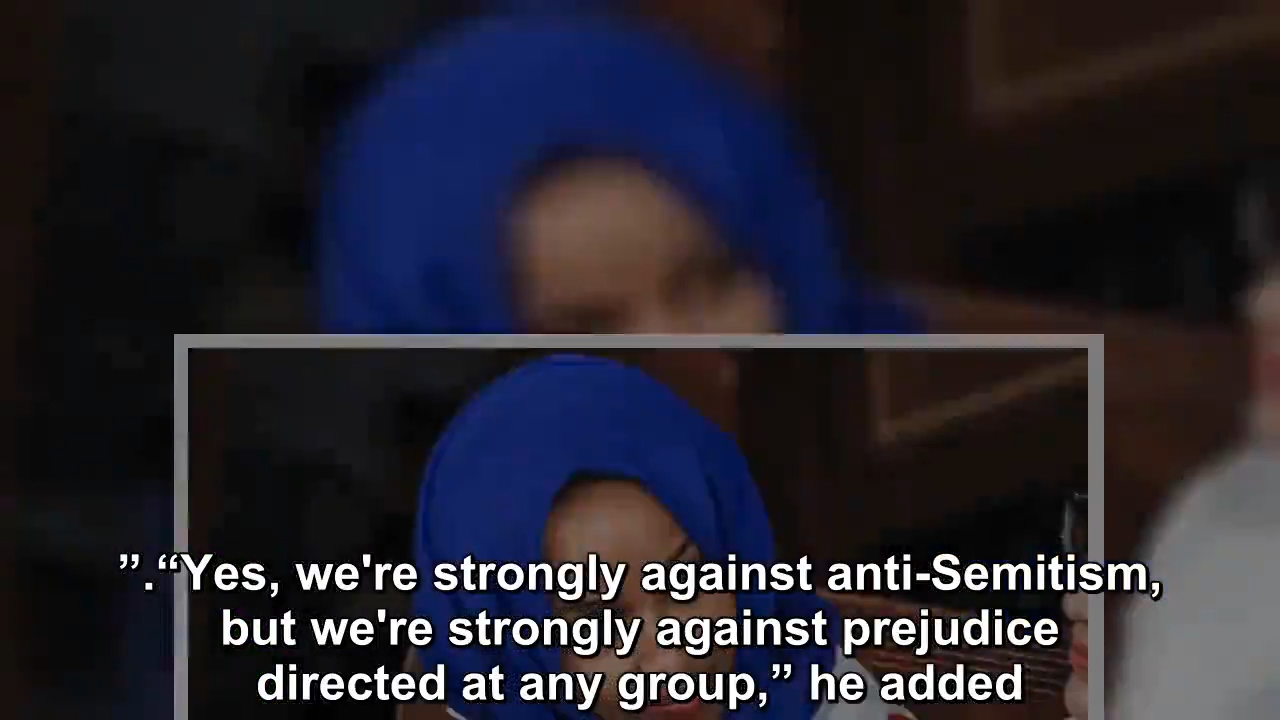 ”.“Yes, we're strongly against anti-Semitism,
but we're strongly against prejudice
directed at any group,” he added